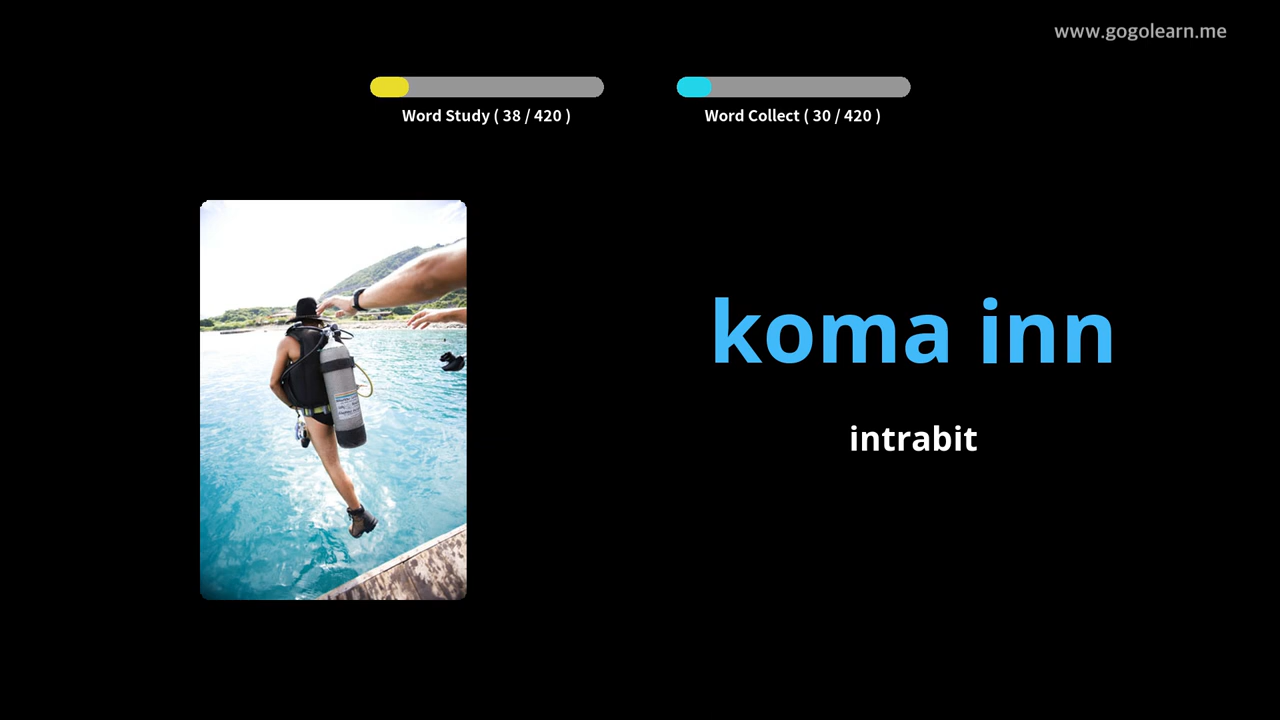 www.gogolearn.me
Word Study ( 38 / 420 )
Word Collect ( 30 / 420 )
koma inn
intrabit